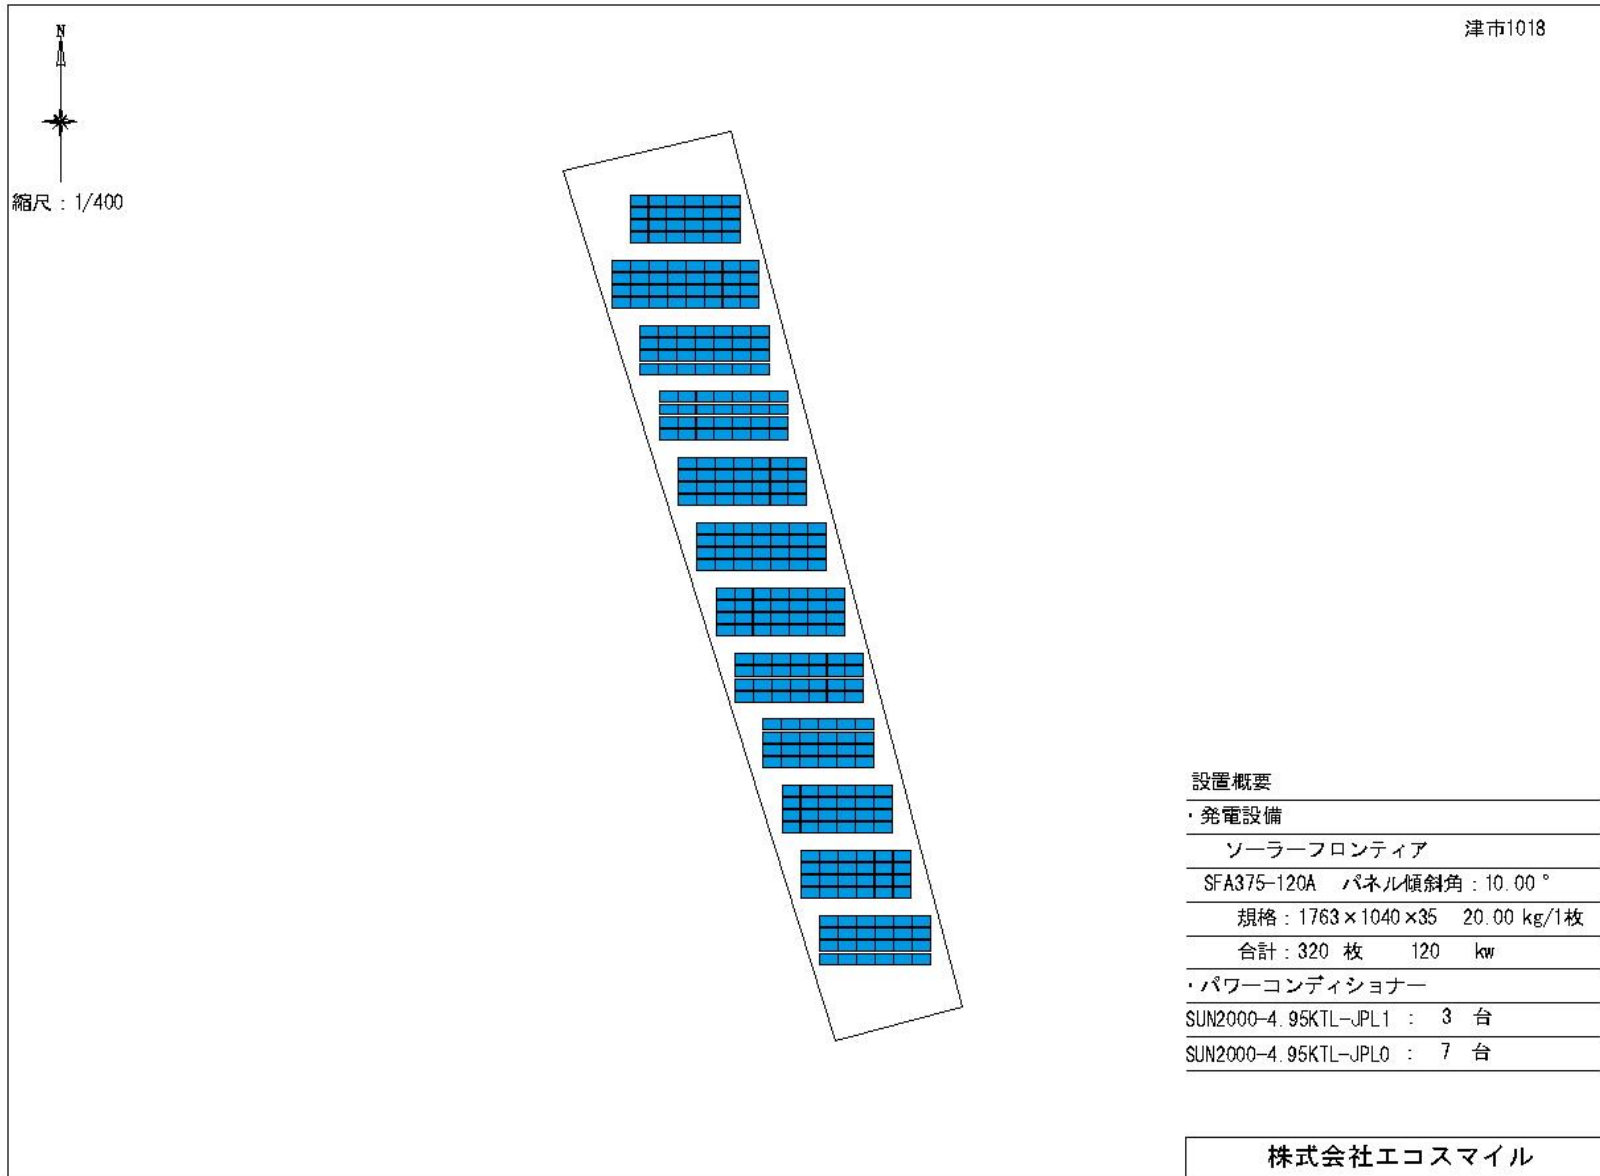 津市1018
N
縮尺：1/400
設置概要
・発電設備
ソーラーフロンティア
SFA375-120A　パネル傾斜角：10.00°
規格：1763×1040×35　20.00 kg/1枚
合計：320 枚　120　kw
・パワーコンディショナー
SUN2000-4.95KTL-JPL1 ： 3 台
SUN2000-4.95KTL-JPL0 ： 7 台
株式会社エコスマイル